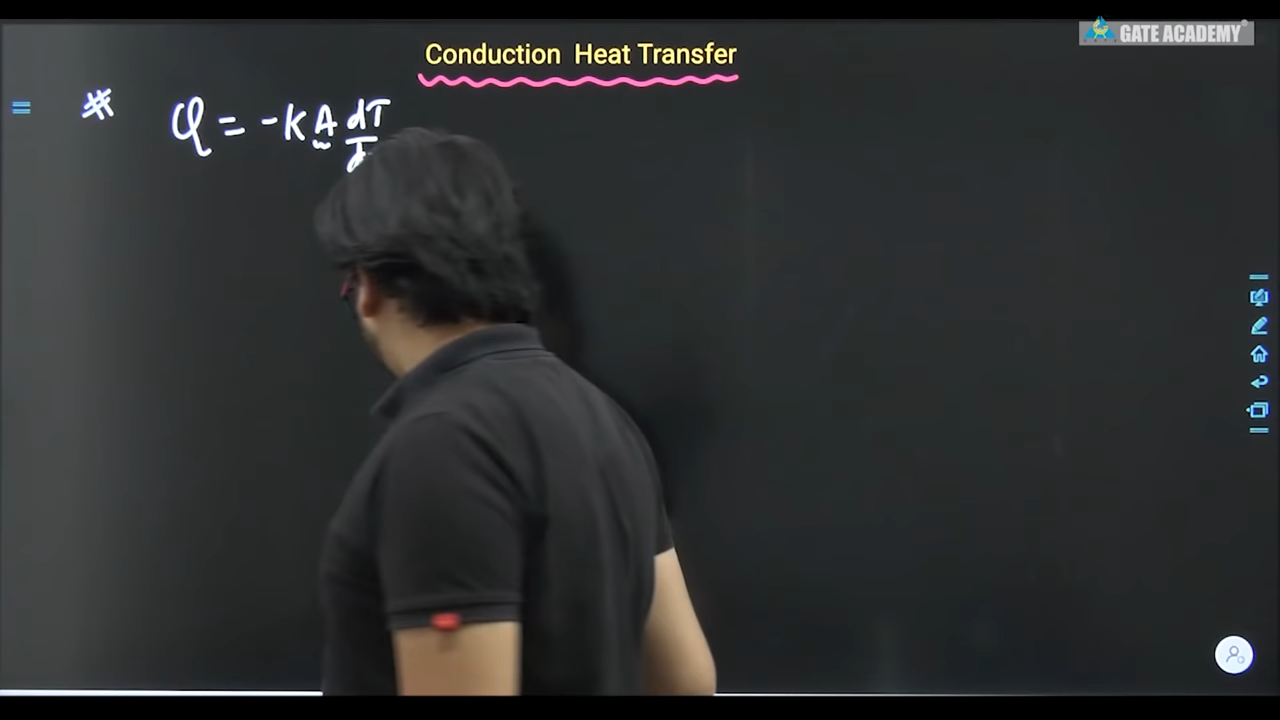 GATE ACADEMY
Conduction Heat Transfer
# Q = -KA dT